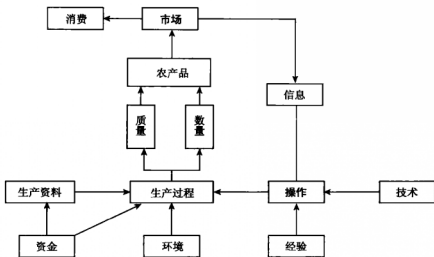 消费
市场
农产品
信息
质量
数量
生产资料
生产过程
操作
技术
资金
环境
经验